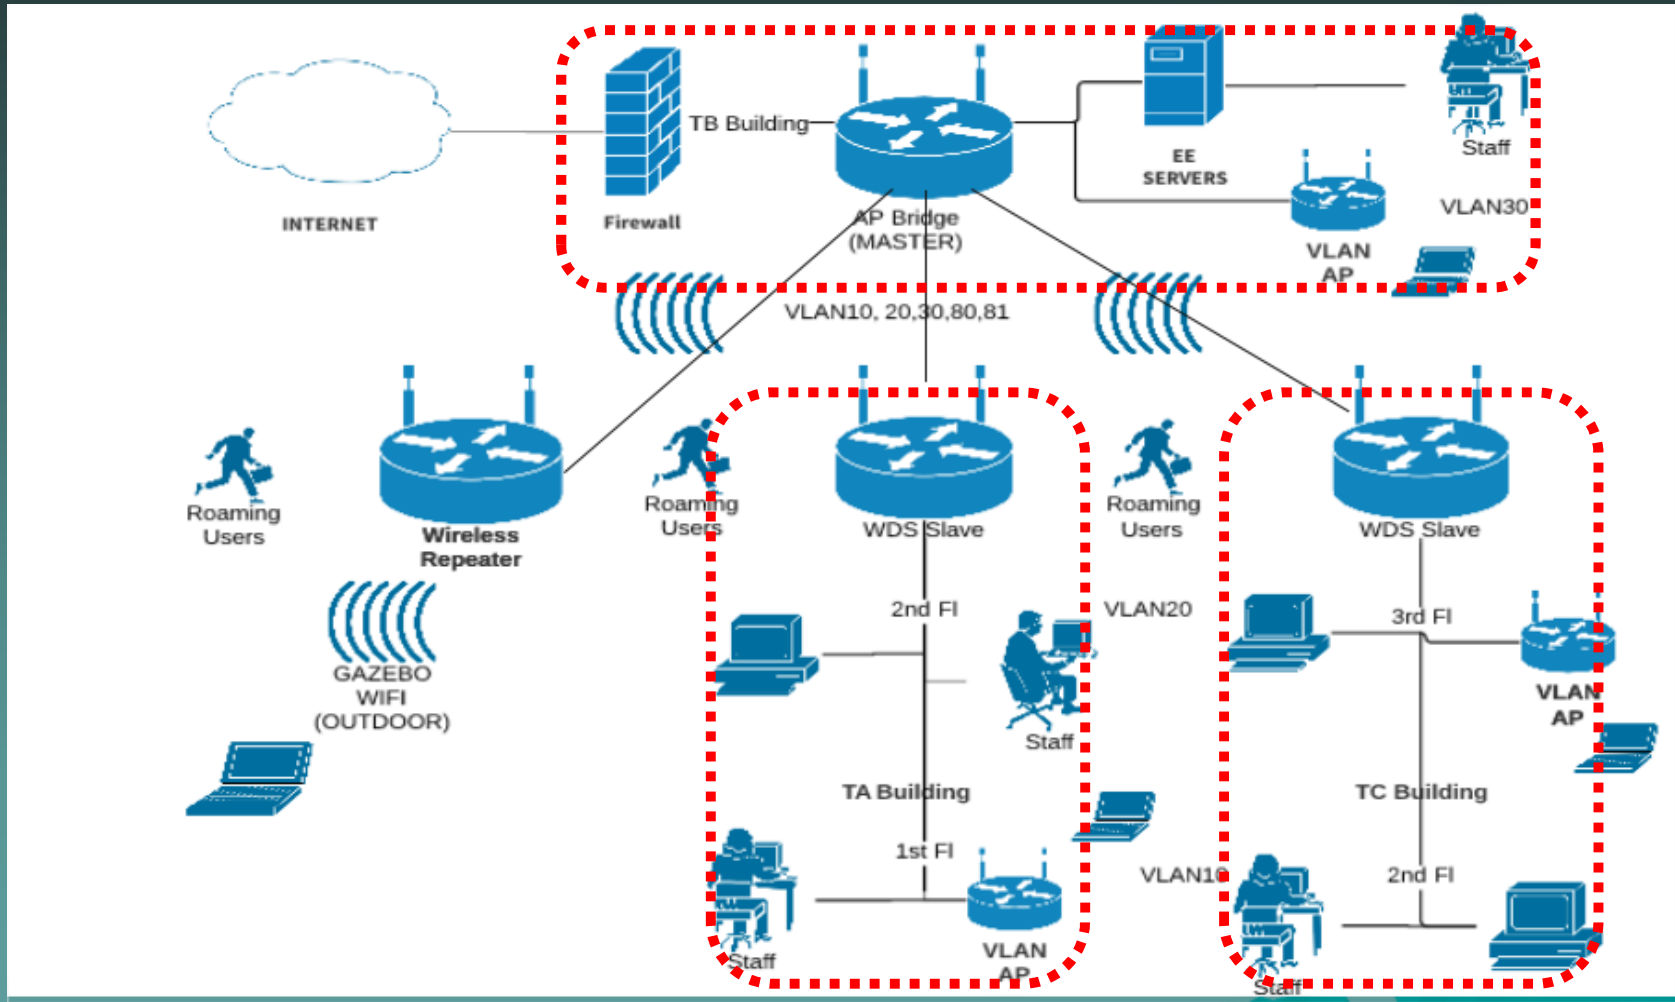 INTERNET
Firewall
TB Building
AP Bridge
(MASTER)
EE
SERVERS
Staff
VLAN30
VLAN
AP
VLAN10, 20,30,80,81
Roaming
Users
Wireless
Repeater
GAZEBO
WIFI
(OUTDOOR)
Roaming
Users
WDS Slave
2nd Fl
Staff
TA Building
1st Fl
Staff
VLAN
AP
Roaming
Users
VLAN20
VLAN10
WDS Slave
3rd Fl
VLAN
AP
TC Building
2nd Fl
Staff